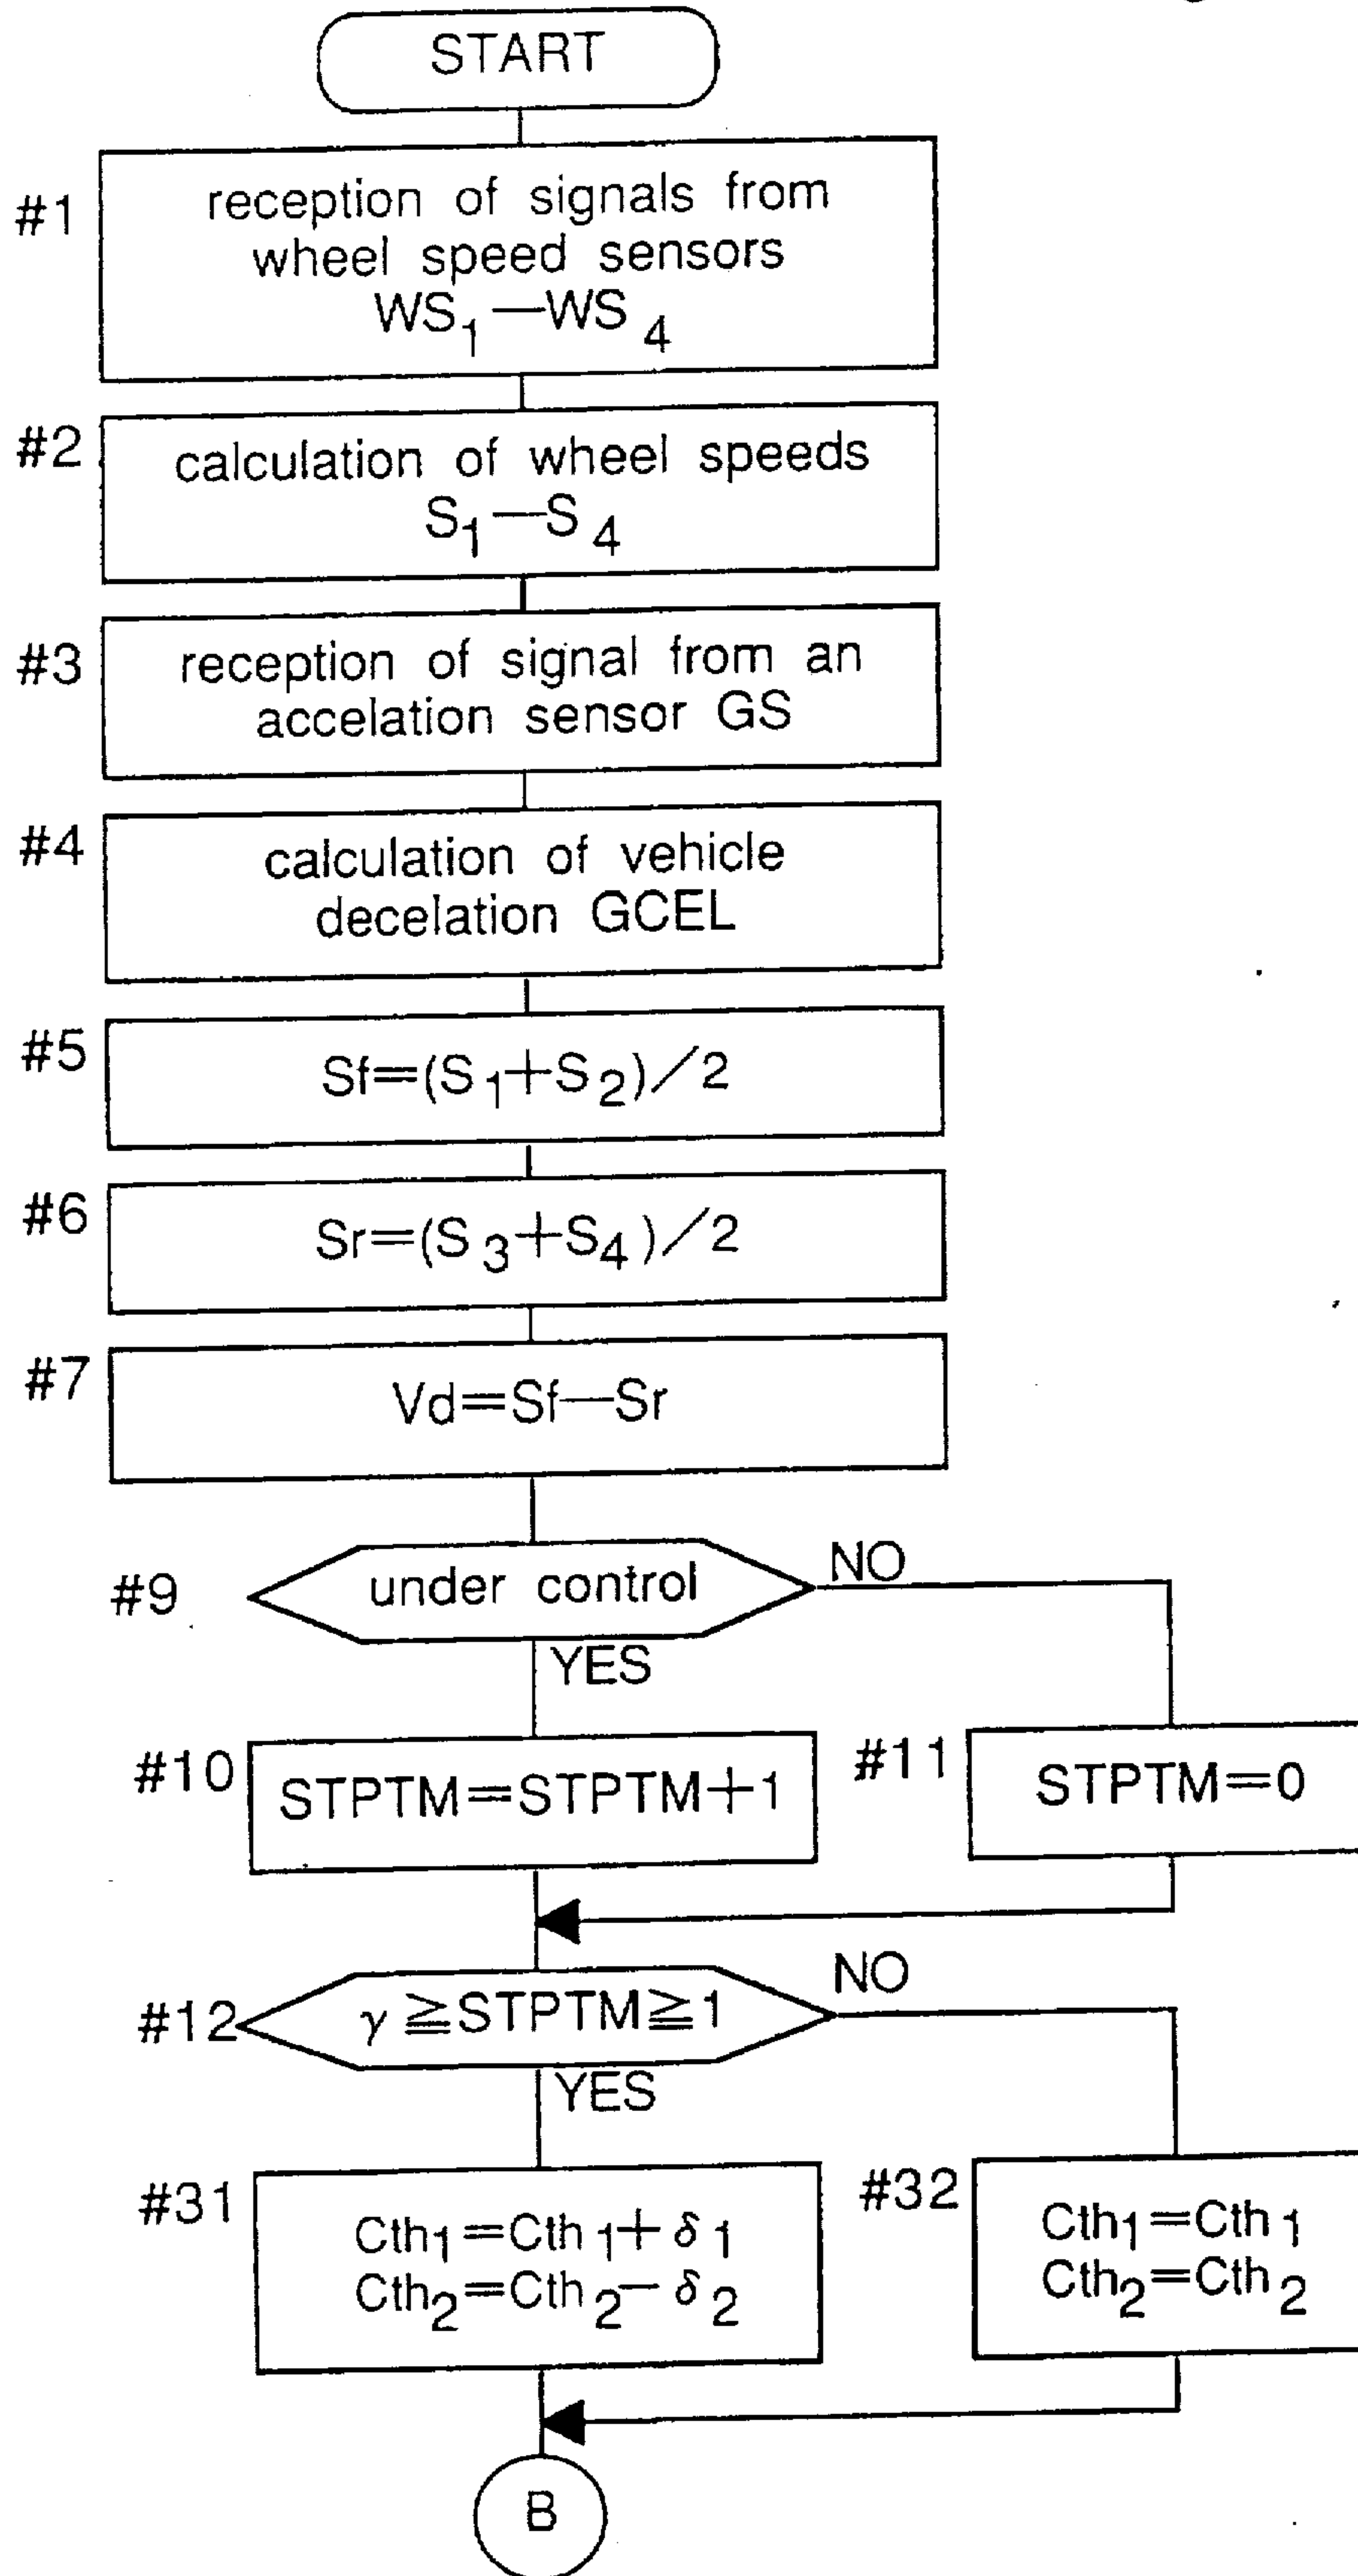 START
#1
reception of signals from
wheel speed sensors
WS1—WS4
#2
calculation of wheel speeds
S1—S4
#3
reception of signal from an
accelation sensor GS
#4
calculation of vehicle
decelation GCEL
#5
Sf=(S1+S2)/2
#6
Sr=(S3+S4)/2
#7
Vd=Sf—Sr
#9
under control
NO
YES
#10
STPTM=STPTM+1
#11
STPTM=0
#12
γ≧STPTM≧1
NO
YES
#31
Cth1=Cth1+δ1
Cth2=Cth2-δ2
#32
Cth1=Cth1
Cth2=Cth2
B